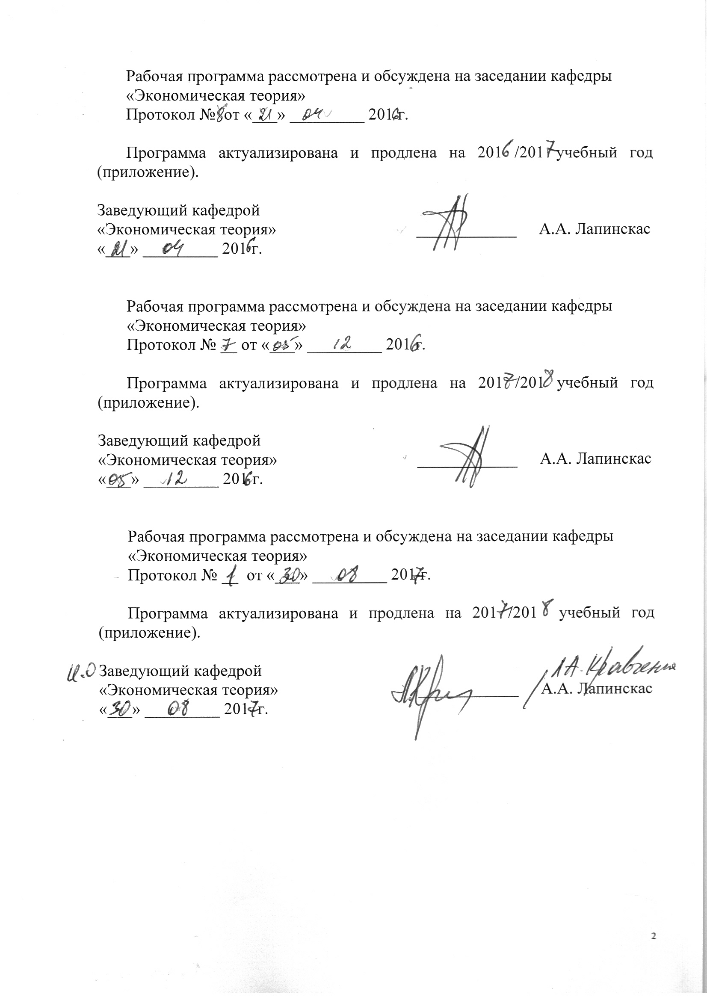 Рабочая программа рассмотрена и обсуждена на заседании кафедры
«Экономическая теория»
Протокол № 8 от «21» 04 2016г.
Программа актуализирована и продлена на 2016/2017 учебный год
(приложение).
Заведующий кафедрой
«Экономическая теория» А.А. Лапинскас
«21» 04 2016г.
Рабочая программа рассмотрена и обсуждена на заседании кафедры
«Экономическая теория»
Протокол № 7 от «05» 12 2016г.
Программа актуализирована и продлена на 2017/2018 учебный год
(приложение).
Заведующий кафедрой
«Экономическая теория» А.А. Лапинскас
«05» 12 2016г.
Рабочая программа рассмотрена и обсуждена на заседании кафедры
«Экономическая теория»
Протокол № 1 от «30» 08 2017г.
Программа актуализирована и продлена на 2017/2018 учебный год
(приложение).
И.О Заведующий кафедрой Л.А. Кравченко
«Экономическая теория» / А.А. Лапинскас
«30» 08 2017г.
2